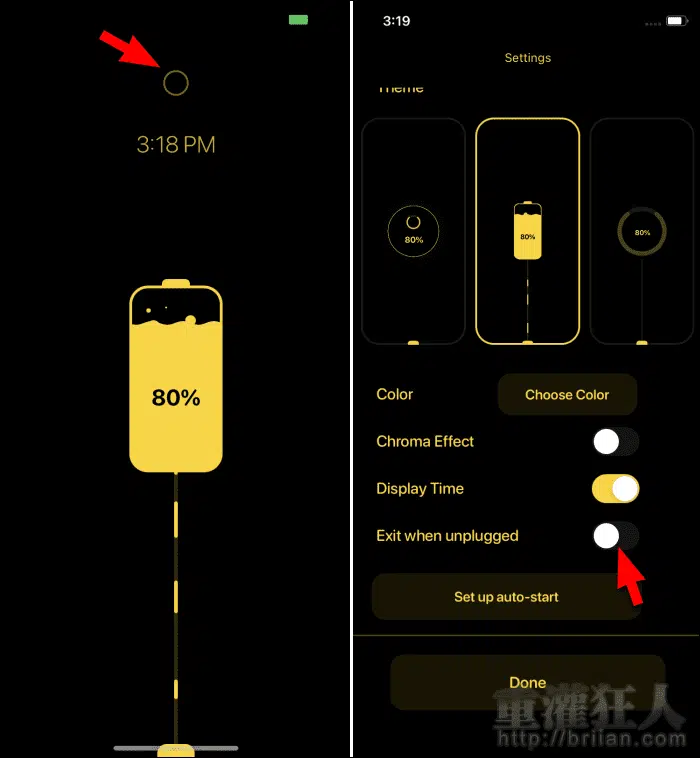 3:18 PM
80%
3:19
Settings
Theme
80%
80%
80%
Color
Choose Color
Chroma Effect
Display Time
Exit when unplugged
Set up auto-start
Done
重灌狂人
http://briian.com